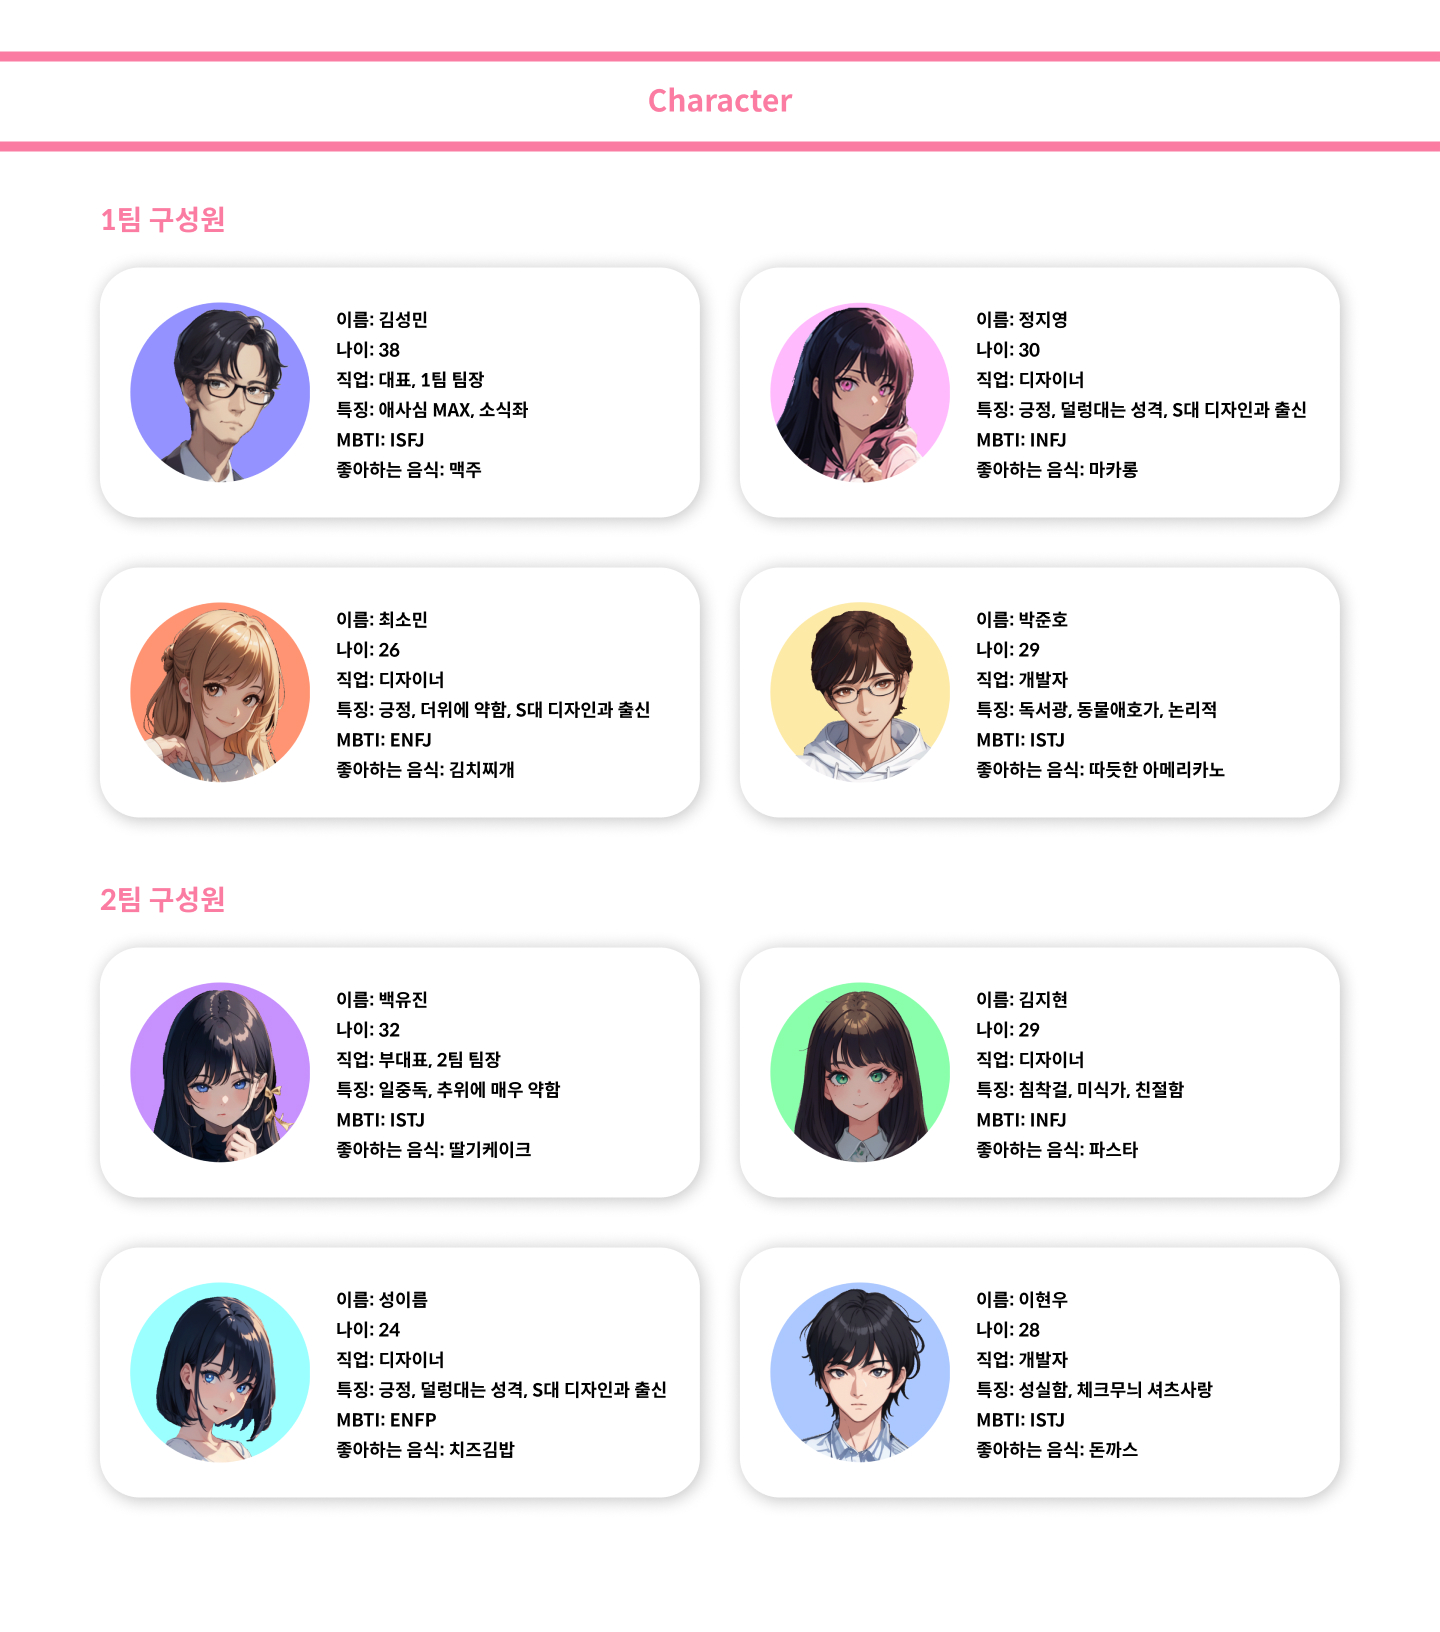 Character
1팀 구성원
이름: 김성민
나이: 38
직업: 대표, 1팀 팀장
특징: 애사심 MAX, 소식좌
MBTI: ISFJ
좋아하는 음식: 맥주
이름: 정지영
나이: 30
직업: 디자이너
특징: 긍정, 덜렁대는 성격, S대 디자인과 출신
MBTI: INFJ
좋아하는 음식: 마카롱
이름: 최소민
나이: 26
직업: 디자이너
특징: 긍정, 더위에 약함, S대 디자인과 출신
MBTI: ENFJ
좋아하는 음식: 김치찌개
이름: 박준호
나이: 29
직업: 개발자
특징: 독서광, 동물애호가, 논리적
MBTI: ISTJ
좋아하는 음식: 따듯한 아메리카노
2팀 구성원
이름: 백유진
나이: 32
직업: 부대표, 2팀 팀장
특징: 일중독, 추위에 매우 약함
MBTI: ISTJ
좋아하는 음식: 딸기케이크
이름: 김지현
나이: 29
직업: 디자이너
특징: 침착걸, 미식가, 친절함
MBTI: INFJ
좋아하는 음식: 파스타
이름: 성이름
나이: 24
직업: 디자이너
특징: 긍정, 덜렁대는 성격, S대 디자인과 출신
MBTI: ENFP
좋아하는 음식: 치즈김밥
이름: 이현우
나이: 28
직업: 개발자
특징: 성실함, 체크무늬 셔츠사랑
MBTI: ISTJ
좋아하는 음식: 돈까스